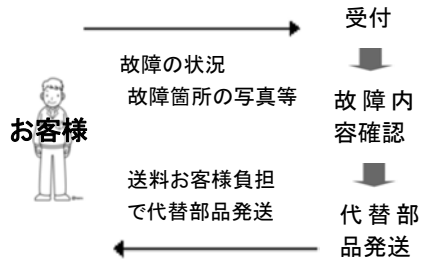 受付
故障の状況
故障箇所の写真等
故障内
容確認
お客様
送料お客様負担
で代替部品発送
代替部
品発送